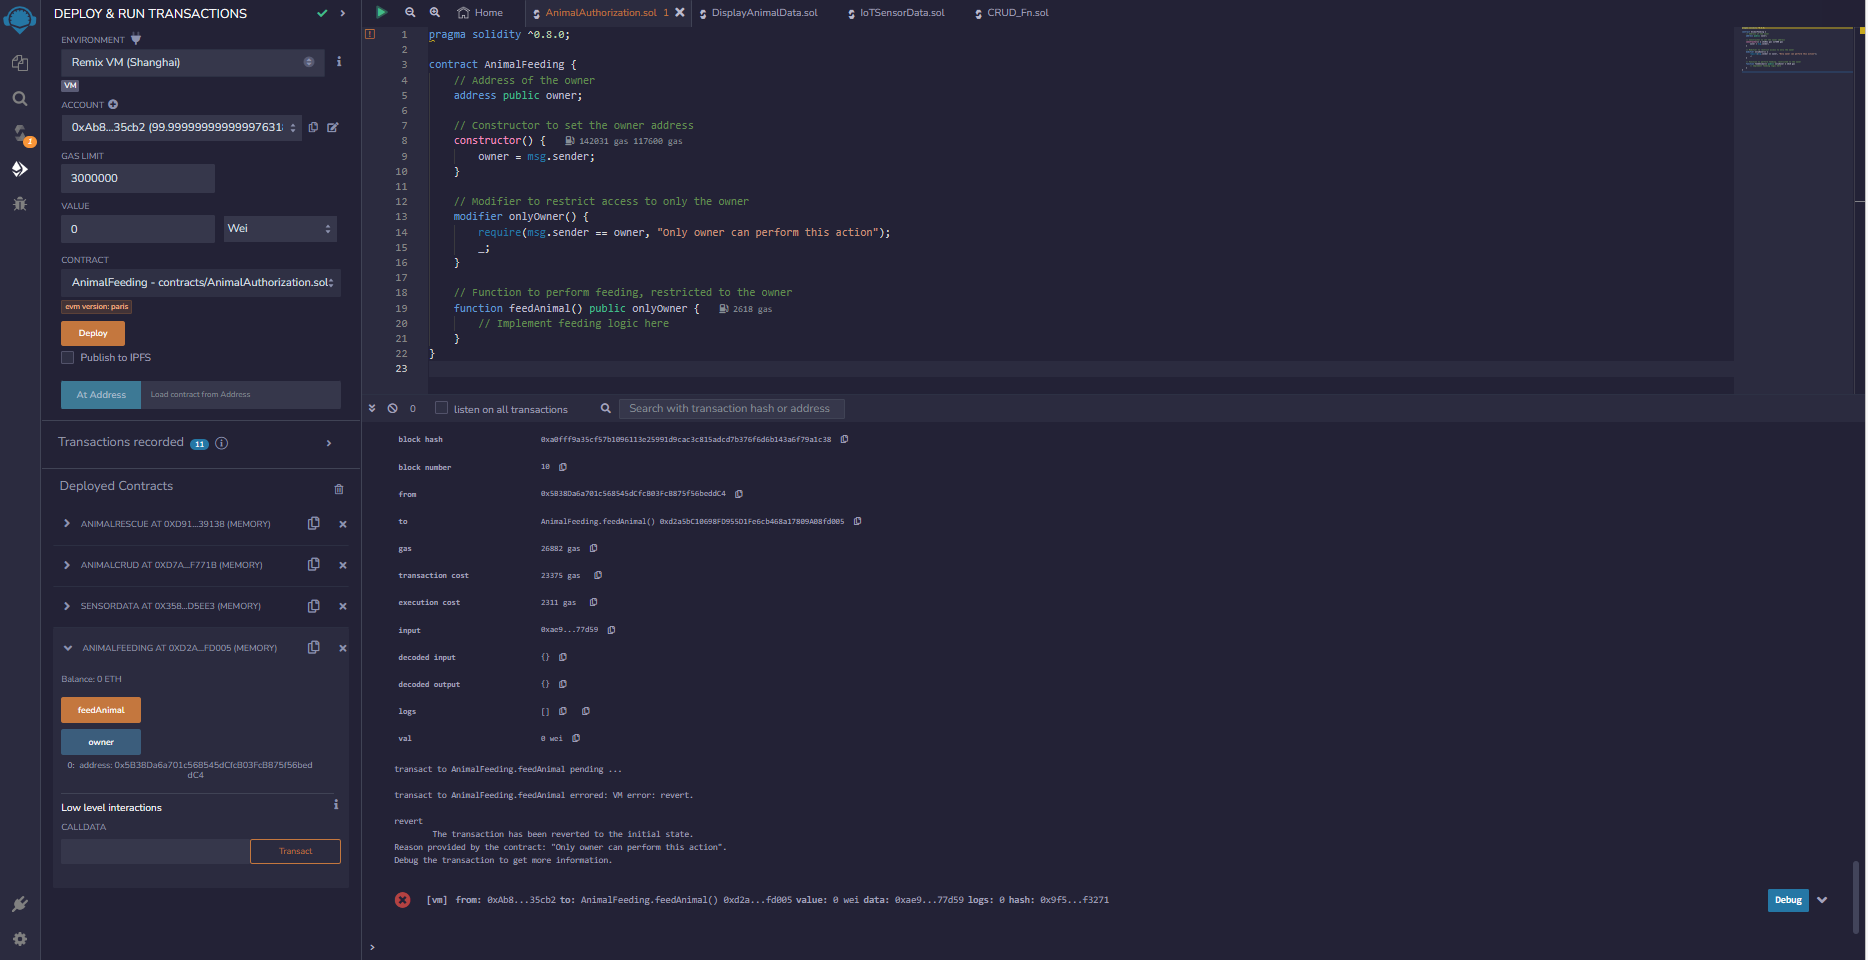 DEPLOY & RUN TRANSACTIONS
ENVIRONMENT
Remix VM (Shanghai)
VM
ACCOUNT
0xAb8...35cb2 (99.9999999999999763
GAS LIMIT
3000000
VALUE
0
Wei
CONTRACT
AnimalFeeding - contracts/AnimalAuthorization.sol
evm version: paris
Deploy
Publish to IPFS
At Address
Load contract from Address
Transactions recorded 11
Deployed Contracts
ANIMALRESCUE AT 0XD91...39138 (MEMORY)
ANIMALCRUD AT 0XD7A...F771B (MEMORY)
SENSORDATA AT 0X358...D5EE3 (MEMORY)
ANIMALFEEDING AT 0XD2A...FD005 (MEMORY)
Balance: 0 ETH
feedAnimal
owner
0: address: 0x5B38Da6a701c568545dCfcB03FcB875f56bed
dC4
Low level interactions
CALLDATA
Transact
1
Home
AnimalAuthorization.sol 1
DisplayAnimalData.sol
IoTSensorData.sol
CRUD_Fn.sol
1 pragma solidity ^0.8.0;
2
3 contract AnimalFeeding {
4 // Address of the owner
5 address public owner;
6
7 // Constructor to set the owner address
8 constructor() { 142031 gas 117600 gas
9 owner = msg.sender;
10 }
11
12 // Modifier to restrict access to only the owner
13 modifier onlyOwner() {
14 require(msg.sender == owner, "Only owner can perform this action");
15 _;
16 }
17
18 // Function to perform feeding, restricted to the owner
19 function feedAnimal() public onlyOwner { 2618 gas
20 // Implement feeding logic here
21 }
22 }
23
0
listen on all transactions
Search with transaction hash or address
block hash 0xa0fff9a35cf57b1096113e25991d9cac3c815adcd7b376f6d6b143a6f79a1c38
block number 10
from 0x5B38Da6a701c568545dCfcB03FcB875f56beddC4
to AnimalFeeding.feedAnimal() 0xd2a5bC10698FD955D1Fe6cb468a17809A08fd005
gas 26882 gas
transaction cost 23375 gas
execution cost 2311 gas
input 0xae9...77d59
decoded input {}
decoded output {}
logs []
val 0 wei
transact to AnimalFeeding.feedAnimal pending ...
transact to AnimalFeeding.feedAnimal errored: VM error: revert.
revert
The transaction has been reverted to the initial state.
Reason provided by the contract: "Only owner can perform this action".
Debug the transaction to get more information.
[vm] from: 0xAb8...35cb2 to: AnimalFeeding.feedAnimal() 0xd2a...fd005 value: 0 wei data: 0xae9...77d59 logs: 0 hash: 0x9f5...f3271
Debug
>